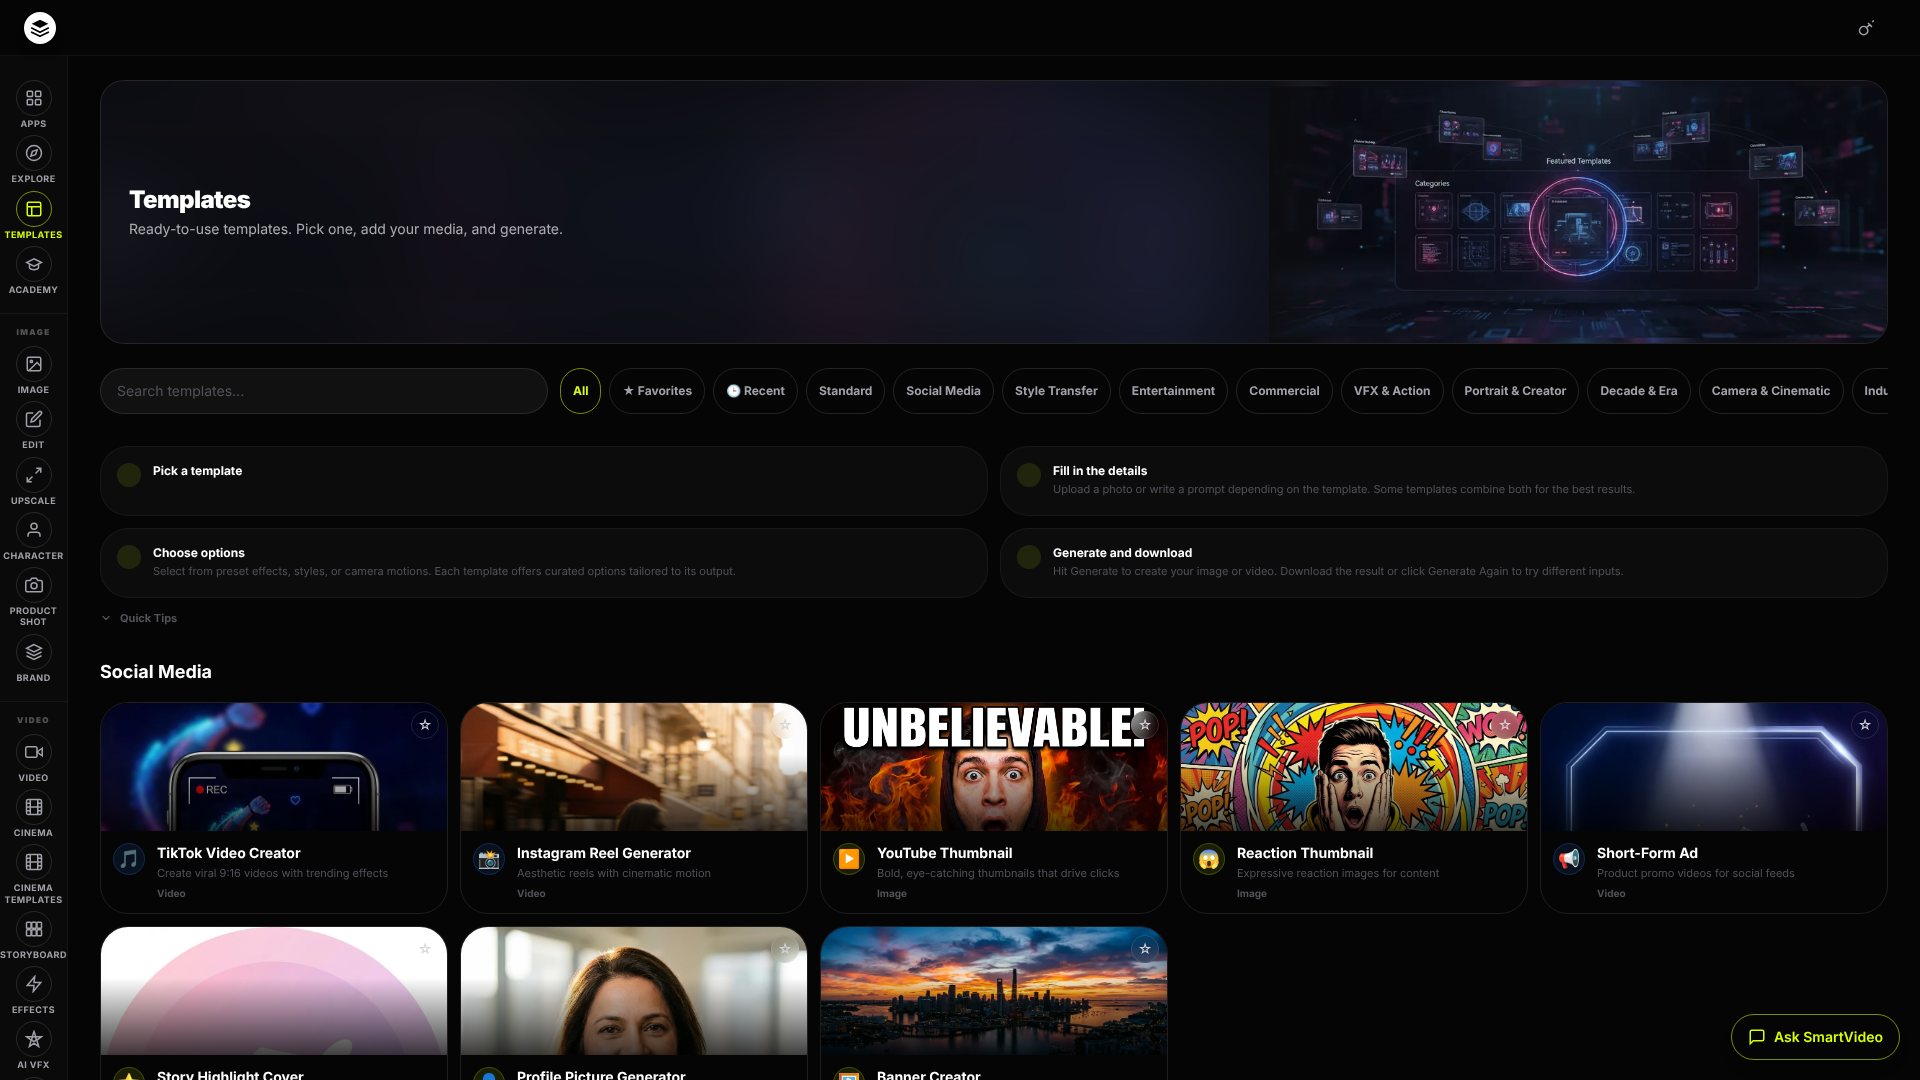 APPS
EXPLORE
TEMPLATES
ACADEMY
IMAGE
IMAGE
EDIT
UPSCALE
CHARACTER
PRODUCT
SHOT
BRAND
VIDEO
VIDEO
CINEMA
CINEMA
TEMPLATES
STORYBOARD
EFFECTS
AI VFX
Templates
Ready-to-use templates. Pick one, add your media, and generate.
Featured Templates
Categories
Search templates...
All
★ Favorites
🕒 Recent
Standard
Social Media
Style Transfer
Entertainment
Commercial
VFX & Action
Portrait & Creator
Decade & Era
Camera & Cinematic
Indu
Pick a template
Fill in the details
Upload a photo or write a prompt depending on the template. Some templates combine both for the best results.
Choose options
Select from preset effects, styles, or camera motions. Each template offers curated options tailored to its output.
Generate and download
Hit Generate to create your image or video. Download the result or click Generate Again to try different inputs.
Quick Tips
Social Media
REC
TikTok Video Creator
Create viral 9:16 videos with trending effects
Video
Instagram Reel Generator
Aesthetic reels with cinematic motion
Video
UNBELIEVABLE!
YouTube Thumbnail
Bold, eye-catching thumbnails that drive clicks
Image
POP!
WOW!
POP!
POP!
Reaction Thumbnail
Expressive reaction images for content
Image
Short-Form Ad
Product promo videos for social feeds
Video
Story Highlight Cover
Profile Picture Generator
Banner Creator
Ask SmartVideo